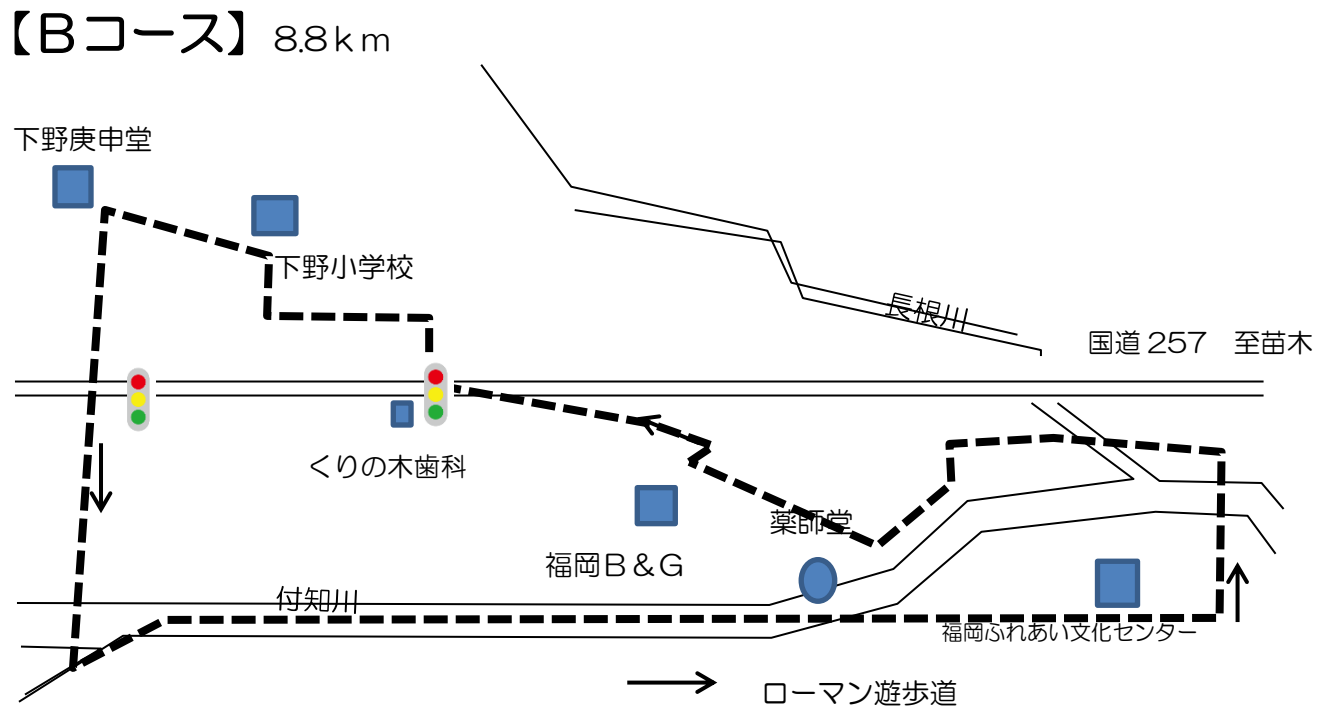 【Bコース】 8.8km
下野庚申堂
下野小学校
長根川
国道257 至苗木
くりの木歯科
薬師堂
福岡B&G
付知川
福岡ふれあい文化センター
ローマン遊歩道